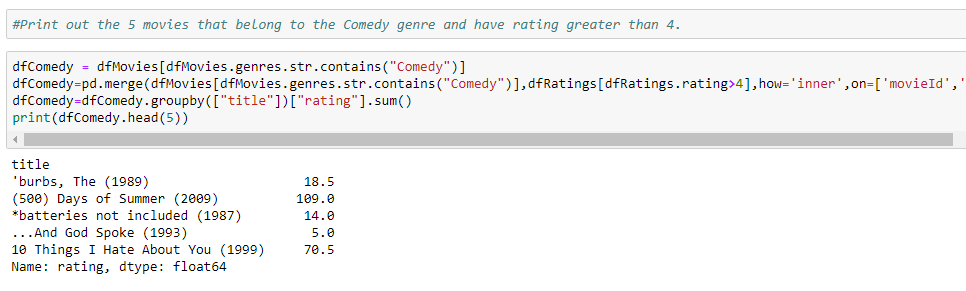 #Print out the 5 movies that belong to the Comedy genre and have rating greater than 4.
dfComedy = dfMovies[dfMovies.genres.str.contains("Comedy")]
dfComedy=pd.merge(dfMovies[dfMovies.genres.str.contains("Comedy")],dfRatings[dfRatings.rating>4],how='inner',on=['movieId','
dfComedy=dfComedy.groupby(["title"])["rating"].sum()
print(dfComedy.head(5))
title
'burbs, The (1989) 18.5
(500) Days of Summer (2009) 109.0
*batteries not included (1987) 14.0
...And God Spoke (1993) 5.0
10 Things I Hate About You (1999) 70.5
Name: rating, dtype: float64